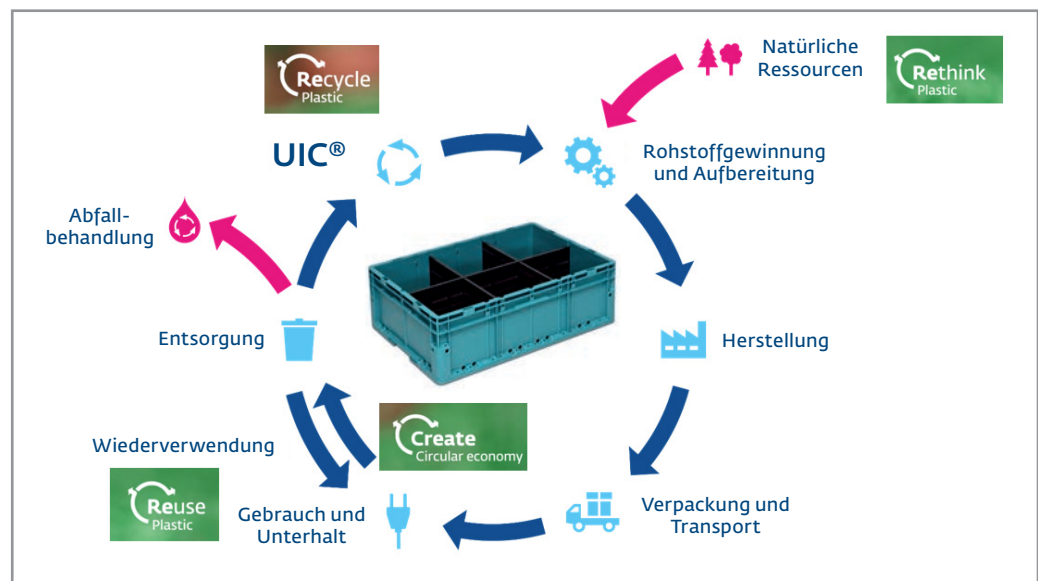 Recycle
Plastic
Natürliche
Ressourcen
Rethink
Plastic
UIC®
Rohstoffgewinnung
und Aufbereitung
Abfall-
behandlung
Entsorgung
Herstellung
Create
Circular economy
Wiederverwendung
Reuse
Plastic
Gebrauch und
Unterhalt
Verpackung und
Transport